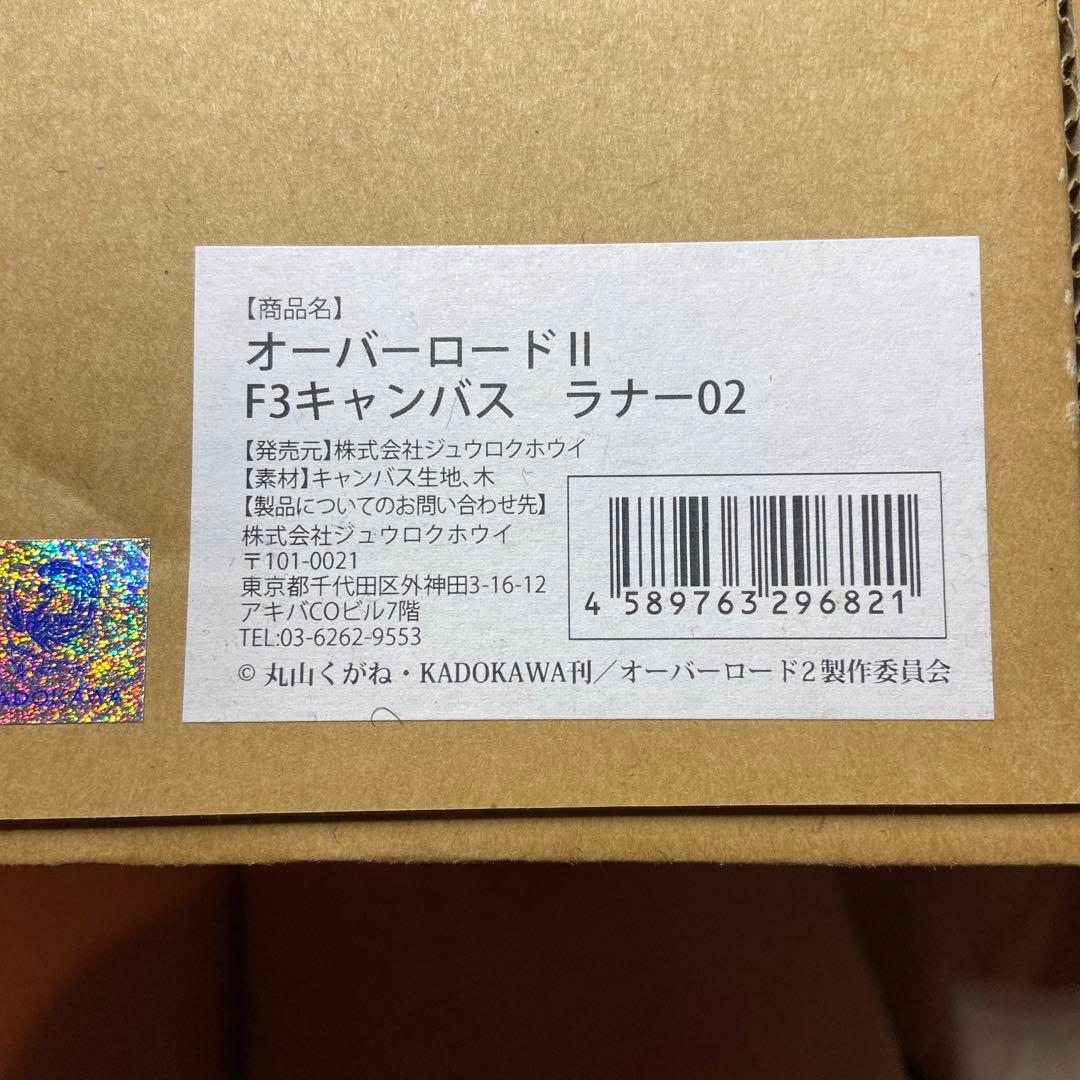 【商品名】
オーバーロードⅡ
F3キャンバス　ラナー02
【発売元】株式会社ジュウロクホウイ
【素材】キャンバス生地、木
【製品についてのお問い合わせ先】
株式会社ジュウロクホウイ
〒101-0021
東京都千代田区外神田3-16-12
アキバCOビル7階
TEL:03-6262-9553
4 589763 296821
© 丸山くがね・KADOKAWA刊／オーバーロード2製作委員会
ADOKAWA